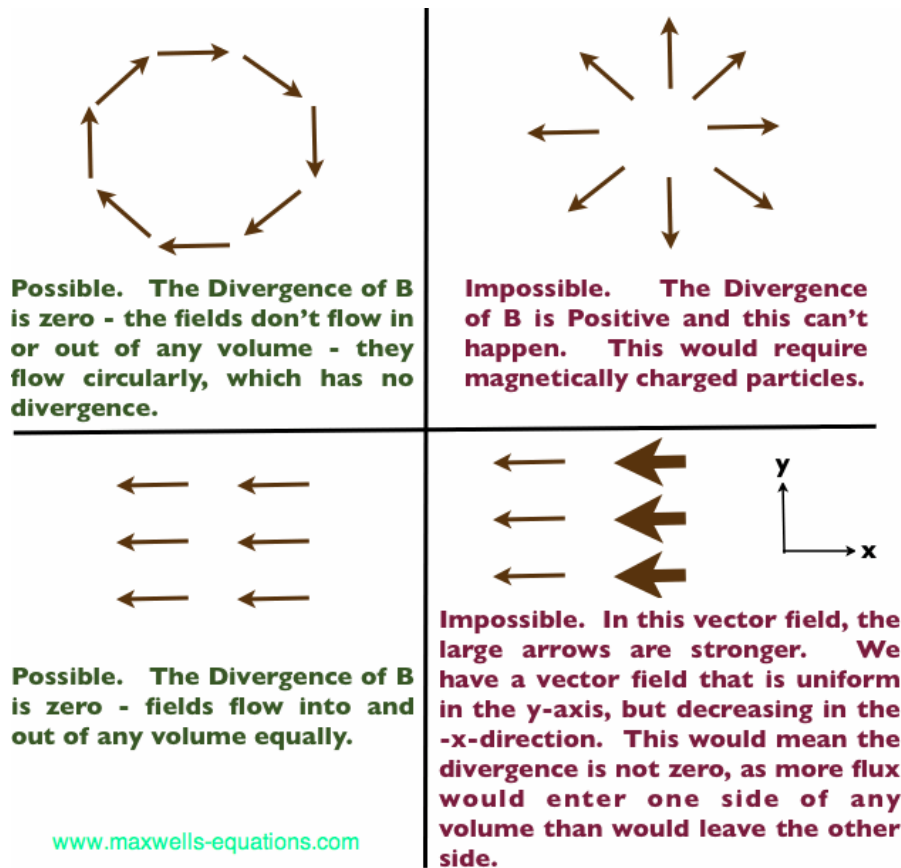 Possible. The Divergence of B
is zero - the fields don't flow in
or out of any volume - they
flow circularly, which has no
divergence.
Impossible. The Divergence
of B is Positive and this can't
happen. This would require
magnetically charged particles.
Possible. The Divergence of B
is zero - fields flow into and
out of any volume equally.
www.maxwells-equations.com
y
x
Impossible. In this vector field, the
large arrows are stronger. We
have a vector field that is uniform
in the y-axis, but decreasing in the
-x-direction. This would mean the
divergence is not zero, as more flux
would enter one side of any
volume than would leave the other
side.